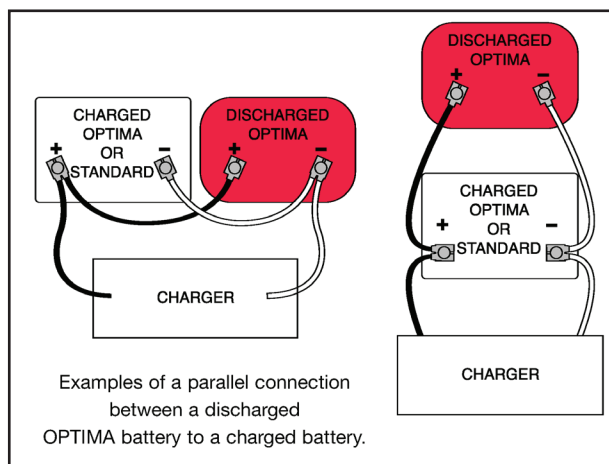 CHARGED
OPTIMA
OR
STANDARD
+
-
DISCHARGED
OPTIMA
+
-
CHARGER
Examples of a parallel connection
between a discharged
OPTIMA battery to a charged battery.
DISCHARGED
OPTIMA
+
-
CHARGED
OPTIMA
OR
STANDARD
+
-
CHARGER